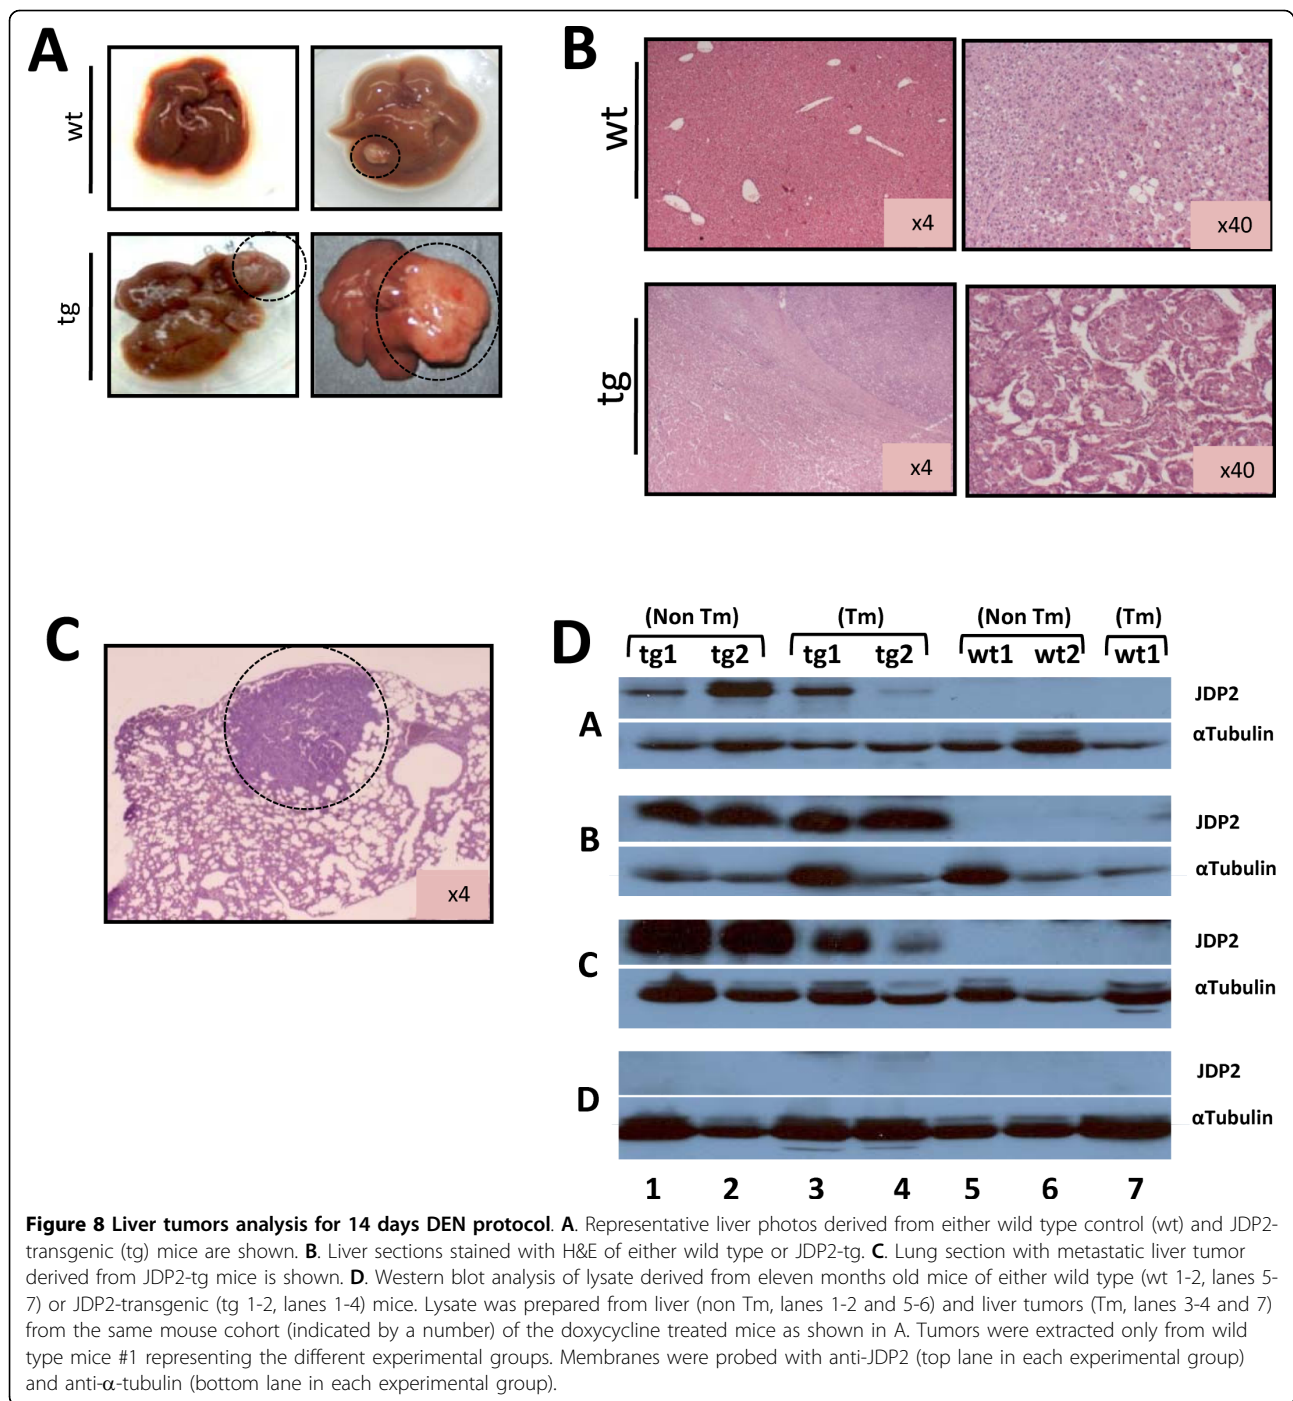 A
wt
tg
B
wt
x4
x40
tg
x4
x40
C
x4
D
(Non Tm) (Tm) (Non Tm) (Tm)
tg1 tg2 tg1 tg2 wt1 wt2 wt1
A
JDP2
αTubulin
B
JDP2
αTubulin
C
JDP2
αTubulin
D
JDP2
αTubulin
1 2 3 4 5 6 7
Figure 8 Liver tumors analysis for 14 days DEN protocol. A. Representative liver photos derived from either wild type control (wt) and JDP2-
transgenic (tg) mice are shown. B. Liver sections stained with H&E of either wild type or JDP2-tg. C. Lung section with metastatic liver tumor
derived from JDP2-tg mice is shown. D. Western blot analysis of lysate derived from eleven months old mice of either wild type (wt 1-2, lanes 5-
7) or JDP2-transgenic (tg 1-2, lanes 1-4) mice. Lysate was prepared from liver (non Tm, lanes 1-2 and 5-6) and liver tumors (Tm, lanes 3-4 and 7)
from the same mouse cohort (indicated by a number) of the doxycycline treated mice as shown in A. Tumors were extracted only from wild
type mice #1 representing the different experimental groups. Membranes were probed with anti-JDP2 (top lane in each experimental group)
and anti-α-tubulin (bottom lane in each experimental group).